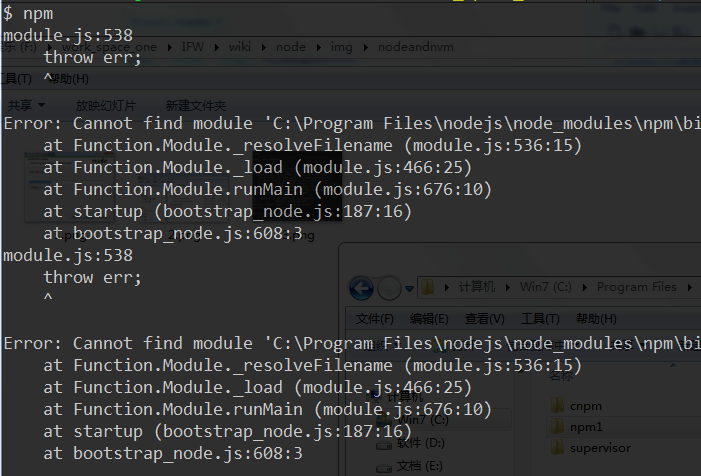 $ npm
module.js:538
乐 (F:) work_space_one IFW wiki node img nodeandnvm
throw err;
工具(T) 帮助(H)
^
共享 放映幻灯片 新建文件夹
Error: Cannot find module 'C:\Program Files\nodejs\node_modules\npm\bi
at Function.Module._resolveFilename (module.js:536:15)
at Function.Module._load (module.js:466:25)
at Function.Module.runMain (module.js:676:10)
at startup (bootstrap_node.js:187:16)
at bootstrap_node.js:608:3
module.js:538
throw err;
^
计算机 Win7 (C:) Program Files
文件(F) 编辑(E) 查看(V) 工具(T) 帮助(H)
Error: Cannot find module 'C:\Program Files\nodejs\node_modules\npm\bi
at Function.Module._resolveFilename (module.js:536:15)
名称
at Function.Module._load (module.js:466:25)
计算机
cnpm
at Function.Module.runMain (module.js:676:10)
Win7 (C:)
npm1
at startup (bootstrap_node.js:187:16)
软件 (D:)
supervisor
at bootstrap_node.js:608:3
文档 (E:)